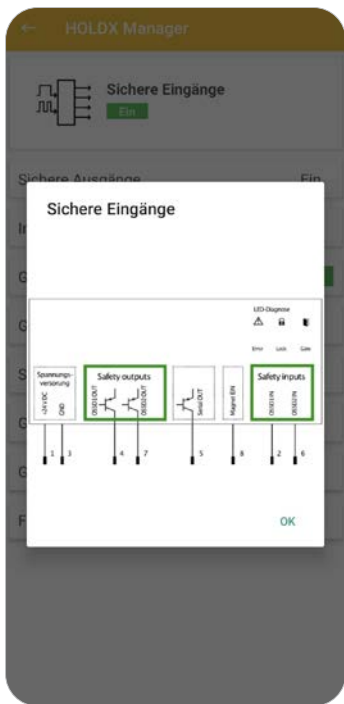 ← HOLDX Manager
Sichere Eingänge
Ein
Sichere Ausgänge Ein
Sichere Eingänge
LED-Diagnose
Error Lock Gate
Spannungs-
versorung
Safety outputs
Safety inputs
+24 V DC
GND
OSSD1 OUT
OSSD2 OUT
Serial OUT
Magnet EIN
OSSD1 IN
OSSD2 IN
1 3 4 7 5 8 2 6
OK